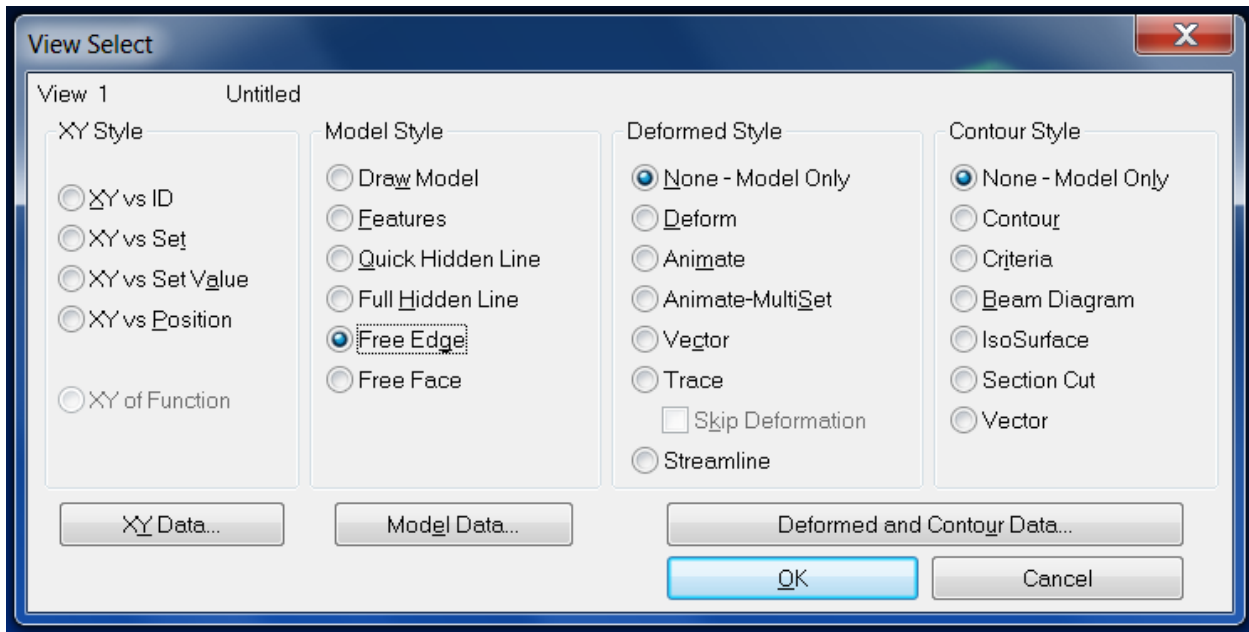 View Select
View 1 Untitled
XY Style
XY vs ID
XY vs Set
XY vs Set Value
XY vs Position
XY of Function
XY Data...
Model Style
Draw Model
Features
Quick Hidden Line
Full Hidden Line
Free Edge
Free Face
Model Data...
Deformed Style
None - Model Only
Deform
Animate
Animate-MultiSet
Vector
Trace
Skip Deformation
Streamline
Contour Style
None - Model Only
Contour
Criteria
Beam Diagram
IsoSurface
Section Cut
Vector
Deformed and Contour Data...
OK
Cancel